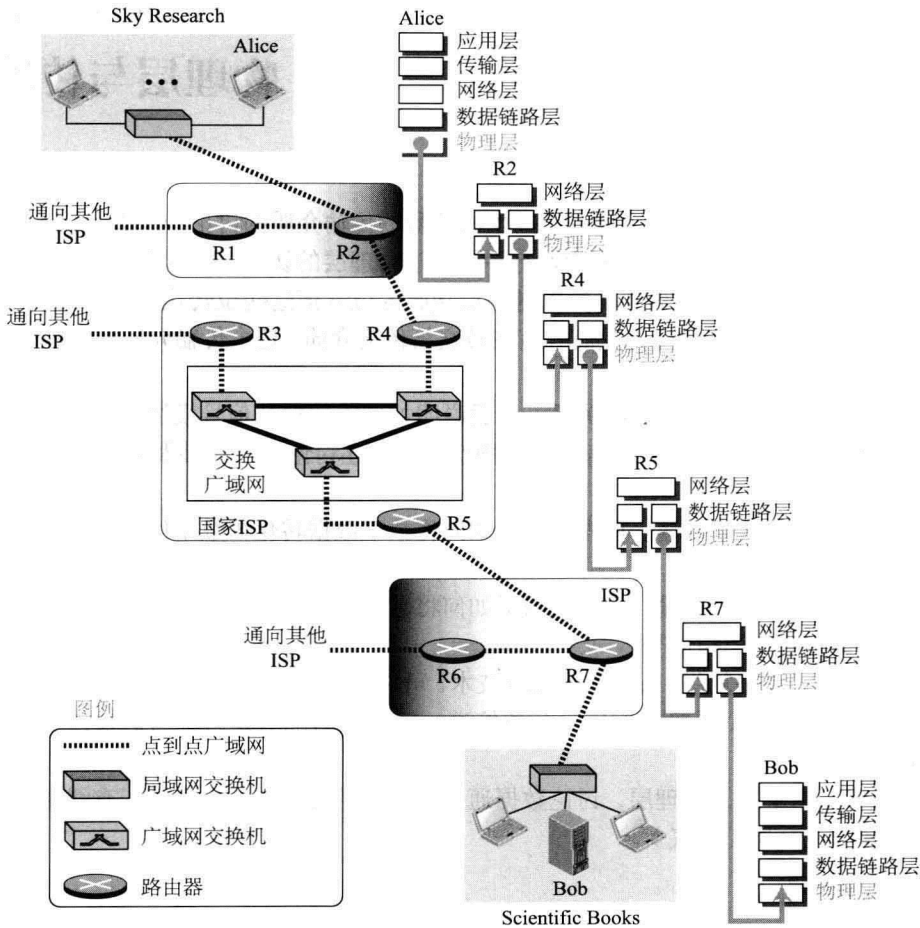 Sky Research
Alice
通向其他
ISP
R1
R2
通向其他
ISP
R3
R4
交换
广域网
国家ISP
R5
ISP
通向其他
ISP
R6
R7
Bob
Scientific Books
图例
点到点广域网
局域网交换机
广域网交换机
路由器
Alice
应用层
传输层
网络层
数据链路层
物理层
R2
网络层
数据链路层
物理层
R4
网络层
数据链路层
物理层
R5
网络层
数据链路层
物理层
R7
网络层
数据链路层
物理层
Bob
应用层
传输层
网络层
数据链路层
物理层